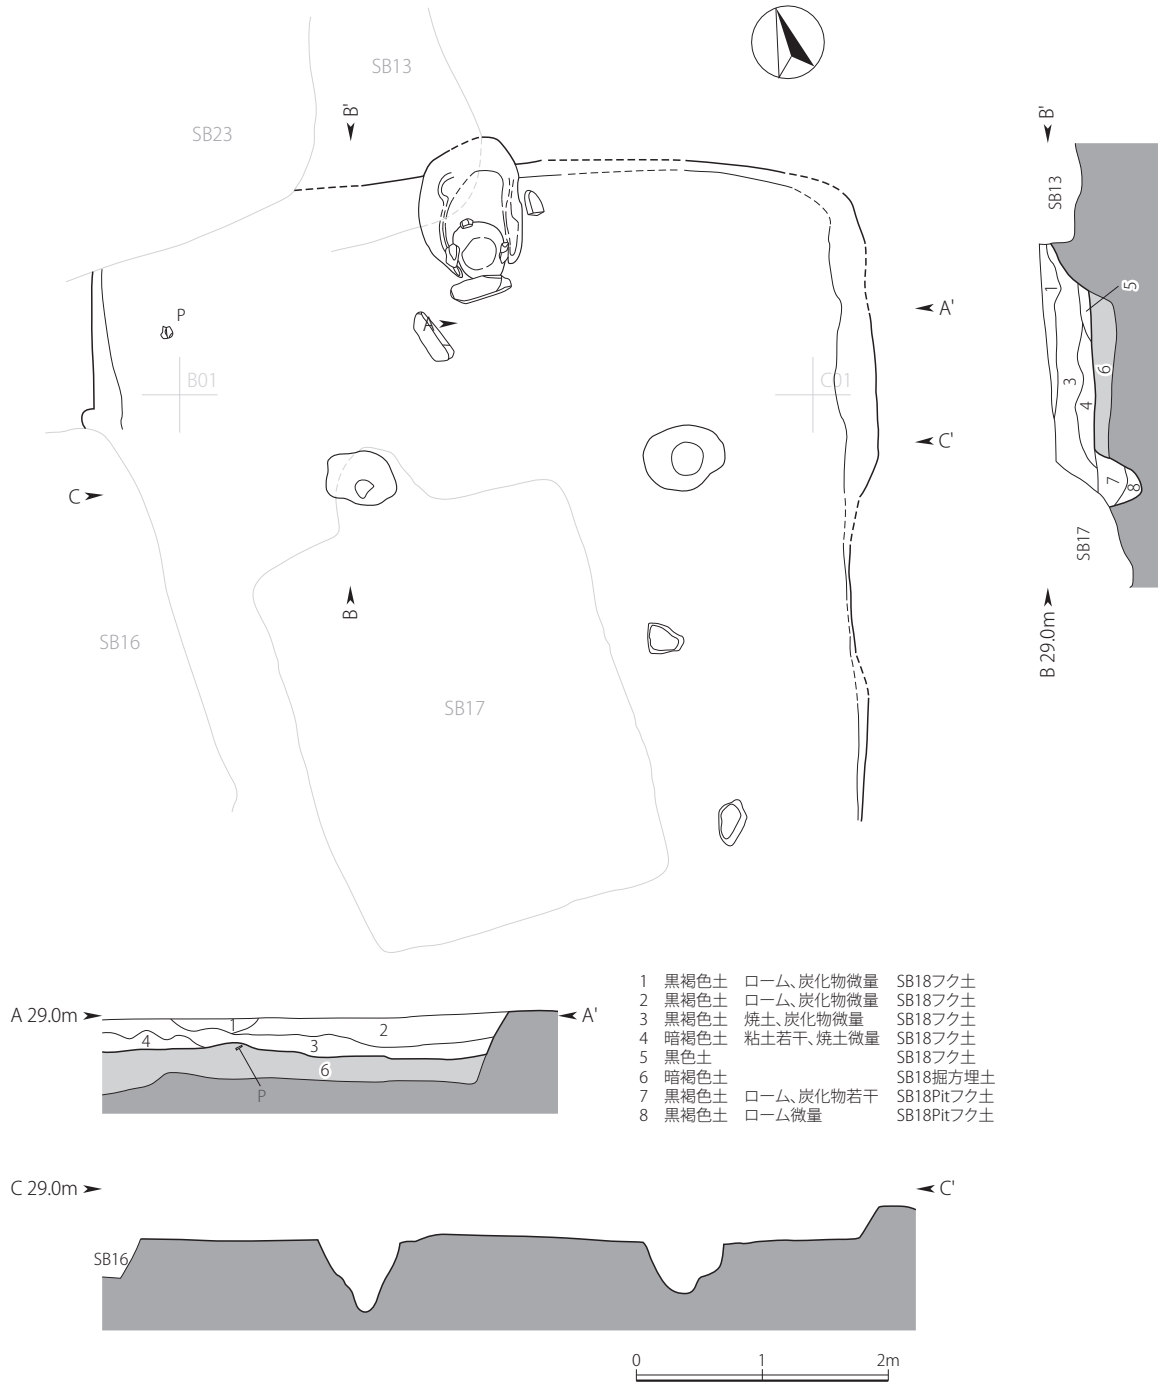 SB13
SB23
B'
B'
SB13
P
A
A'
B01
C01
1
5
3
6
4
C'
C
7
8
B
SB17
SB16
B 29.0m
SB17
A 29.0m
A'
1
2
4
3
6
P
1 黒褐色土 ローム、炭化物微量 SB18フク土
2 黒褐色土 ローム、炭化物微量 SB18フク土
3 黒褐色土 焼土、炭化物微量 SB18フク土
4 暗褐色土 粘土若干、焼土微量 SB18フク土
5 黒色土 SB18フク土
6 暗褐色土 SB18掘方埋土
7 黒褐色土 ローム、炭化物若干 SB18Pitフク土
8 黒褐色土 ローム微量 SB18Pitフク土
C 29.0m
C'
SB16
0 1 2m